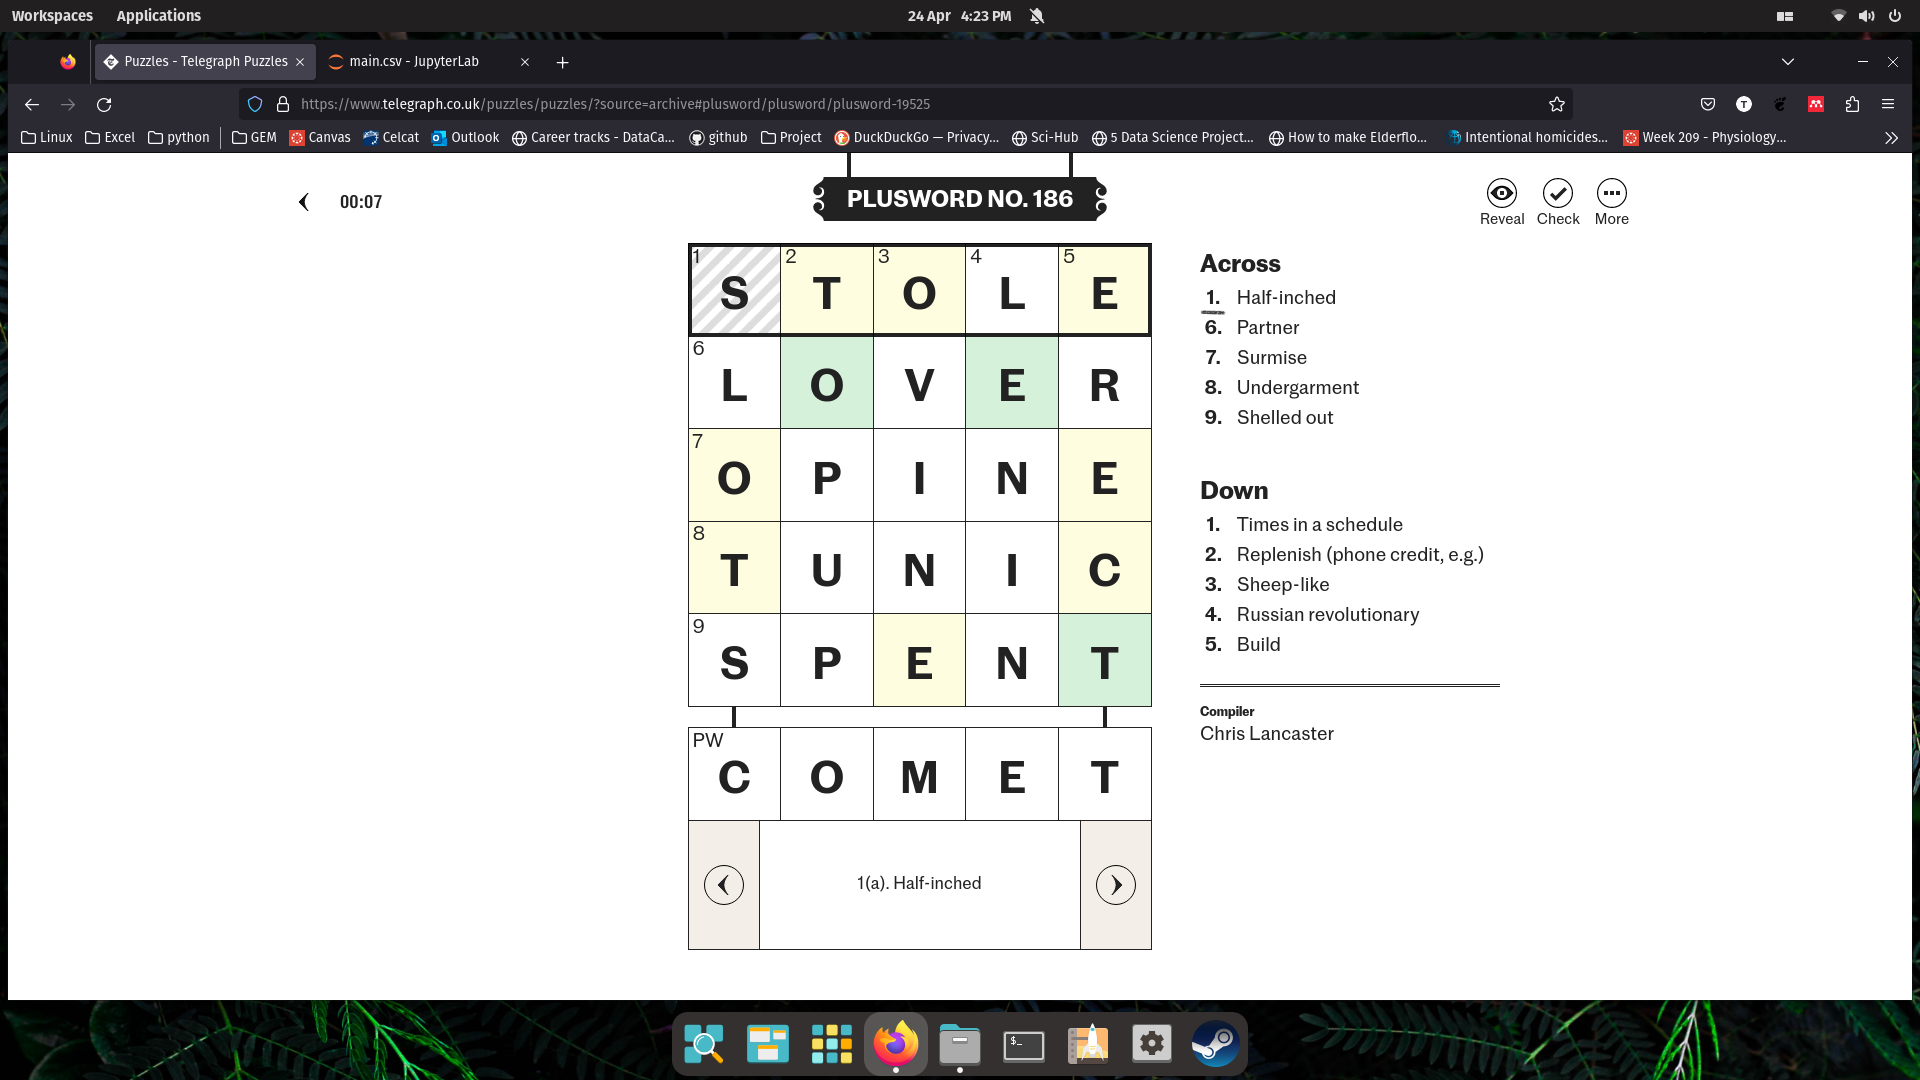 Workspaces Applications 24 Apr 4:23 PM
Puzzles - Telegraph Puzzles main.csv - JupyterLab
https://www.telegraph.co.uk/puzzles/puzzles/?source=archive#plusword/plusword/plusword-19525
Linux Excel python GEM Canvas Celcat Outlook Career tracks - DataCa... github Project DuckDuckGo — Privacy... Sci-Hub 5 Data Science Project... How to make Elderflo... Intentional homicides... Week 209 - Physiology...
00:07
PLUSWORD NO. 186
Reveal Check More
1 S 2 T 3 O 4 L 5 E
6 L O V E R
7 O P I N E
8 T U N I C
9 S P E N T
PW C O M E T
1(a). Half-inched
Across
1. Half-inched
6. Partner
7. Surmise
8. Undergarment
9. Shelled out
Down
1. Times in a schedule
2. Replenish (phone credit, e.g.)
3. Sheep-like
4. Russian revolutionary
5. Build
Compiler
Chris Lancaster